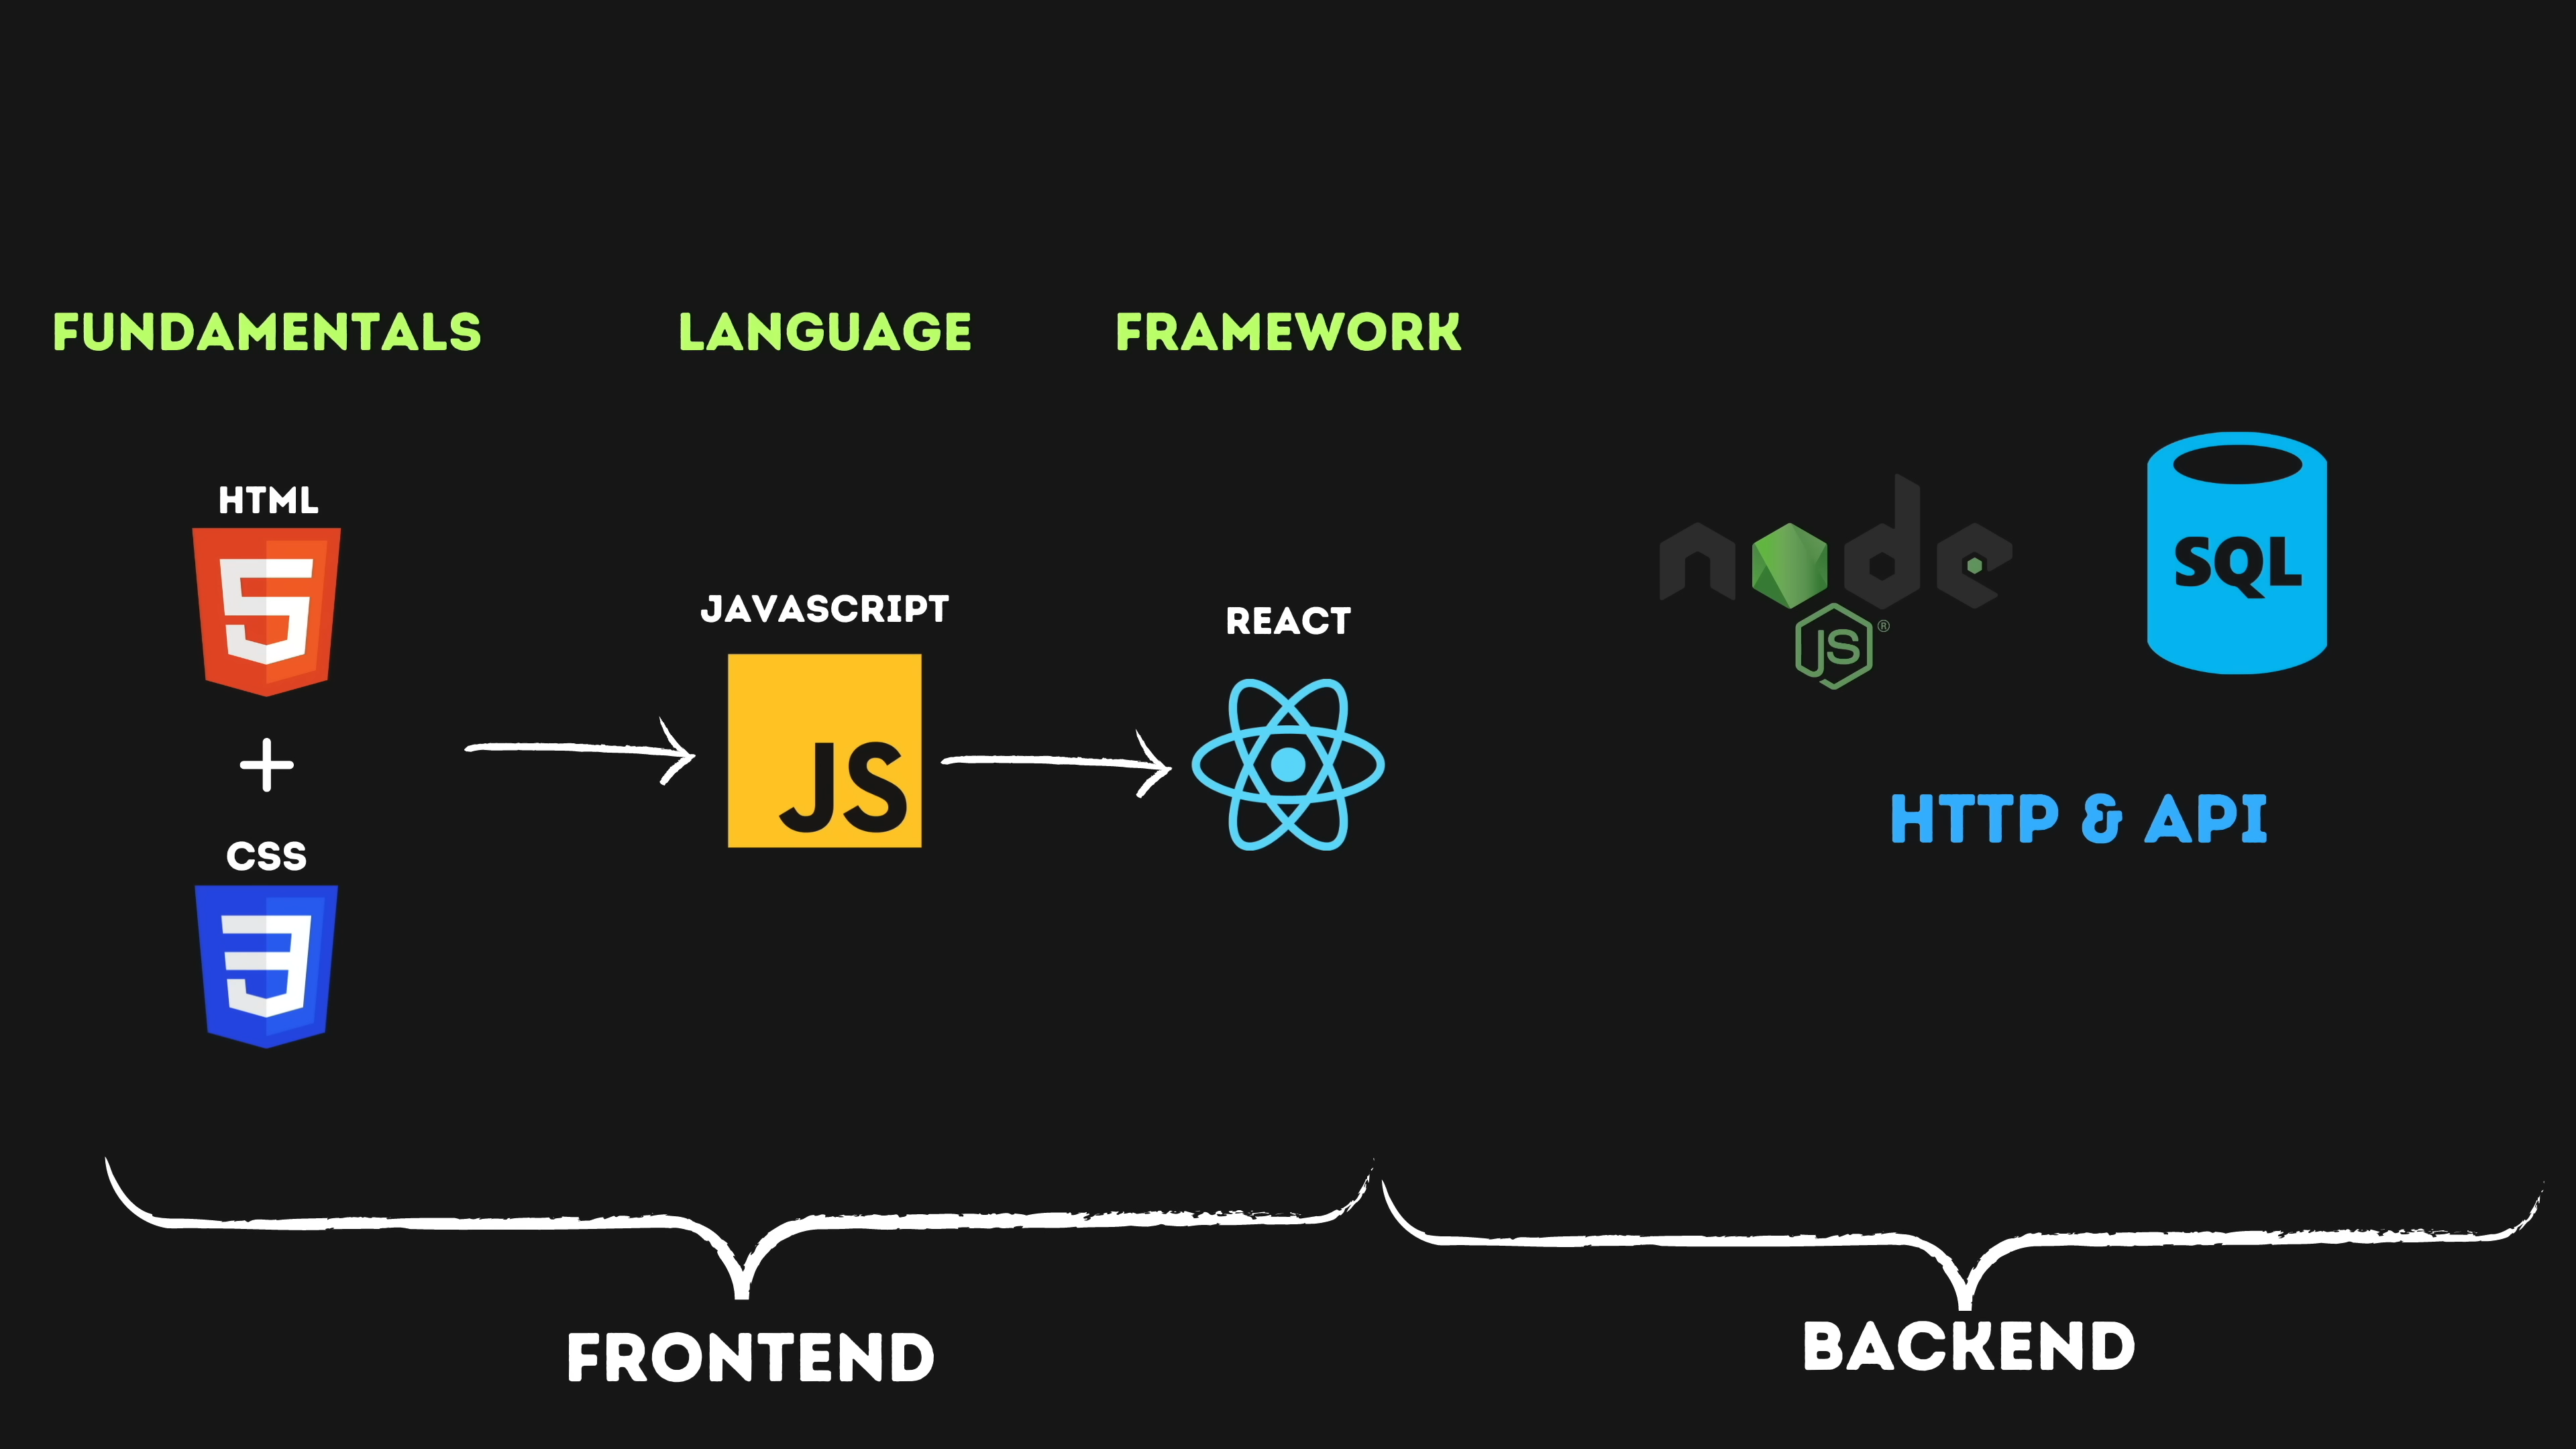 FUNDAMENTALS
LANGUAGE
FRAMEWORK
HTML
5
+
CSS
3
JAVASCRIPT
JS
REACT
node
JS®
SQL
HTTP & API
FRONTEND
BACKEND